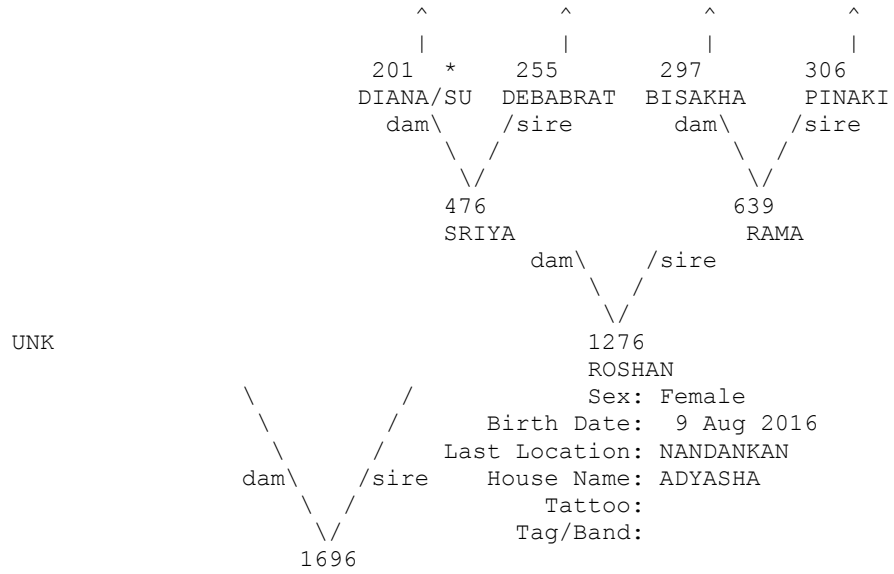 ^ ^ ^ ^
| | | |
201 * 255 297 306
DIANA/SU DEBABRAT BISAKHA PINAKI
dam\ /sire dam\ /sire
\ / \ /
\/ \/
476 639
SRIYA RAMA
dam\ /sire
\ /
\/
UNK 1276
ROSHAN
\ / Sex: Female
\ / Birth Date: 9 Aug 2016
\ / Last Location: NANDANKAN
dam\ /sire House Name: ADYASHA
\ / Tattoo:
\/ Tag/Band:
1696